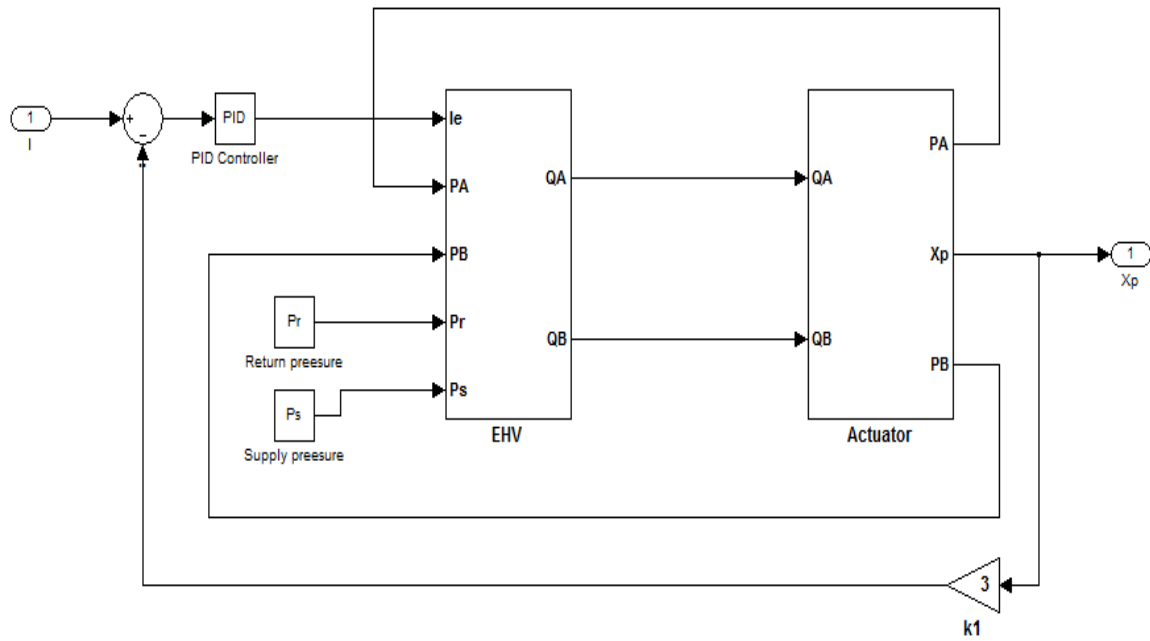 1
I
+
−
PID
PID Controller
Ie
PA
PB
Pr
Ps
QA
QB
EHV
Pr
Return preesure
Ps
Supply preesure
QA
QB
PA
Xp
PB
Actuator
1
Xp
3
k1